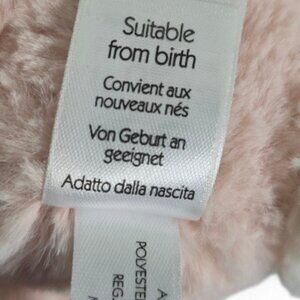 Suitable
from birth
Convient aux
nouveaux nés
Von Geburt an
geeignet
Adatto dalla nascita